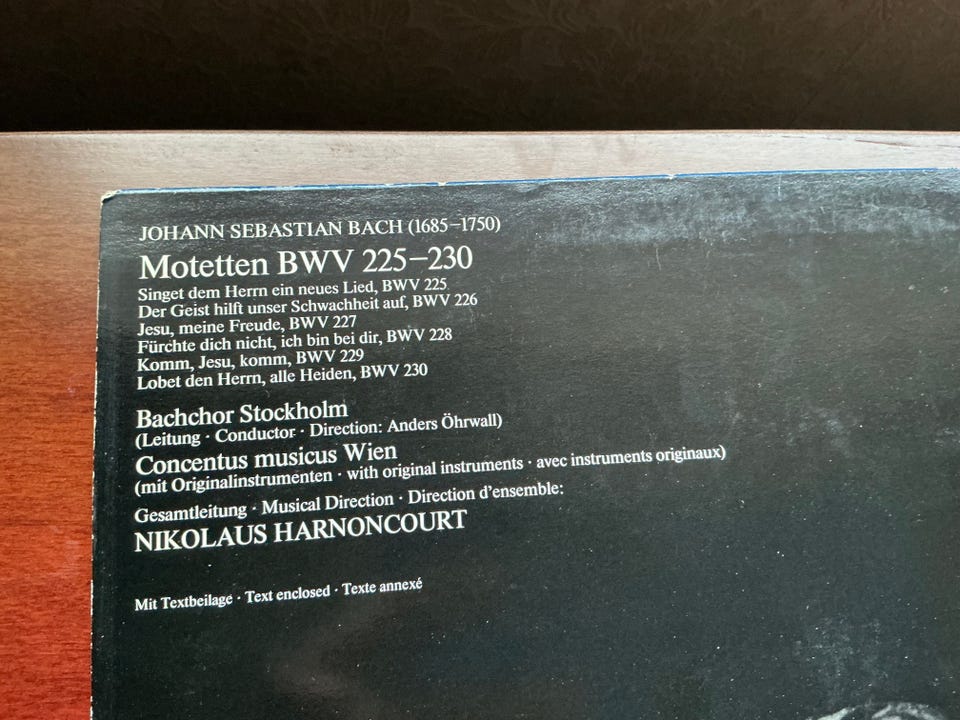 JOHANN SEBASTIAN BACH (1685–1750)
Motetten BWV 225–230
Singet dem Herrn ein neues Lied, BWV 225
Der Geist hilft unser Schwachheit auf, BWV 226
Jesu, meine Freude, BWV 227
Fürchte dich nicht, ich bin bei dir, BWV 228
Komm, Jesu, komm, BWV 229
Lobet den Herrn, alle Heiden, BWV 230
Bachchor Stockholm
(Leitung · Conductor · Direction: Anders Öhrwall)
Concentus musicus Wien
(mit Originalinstrumenten · with original instruments · avec instruments originaux)
Gesamtleitung · Musical Direction · Direction d'ensemble:
NIKOLAUS HARNONCOURT
Mit Textbeilage · Text enclosed · Texte annexé